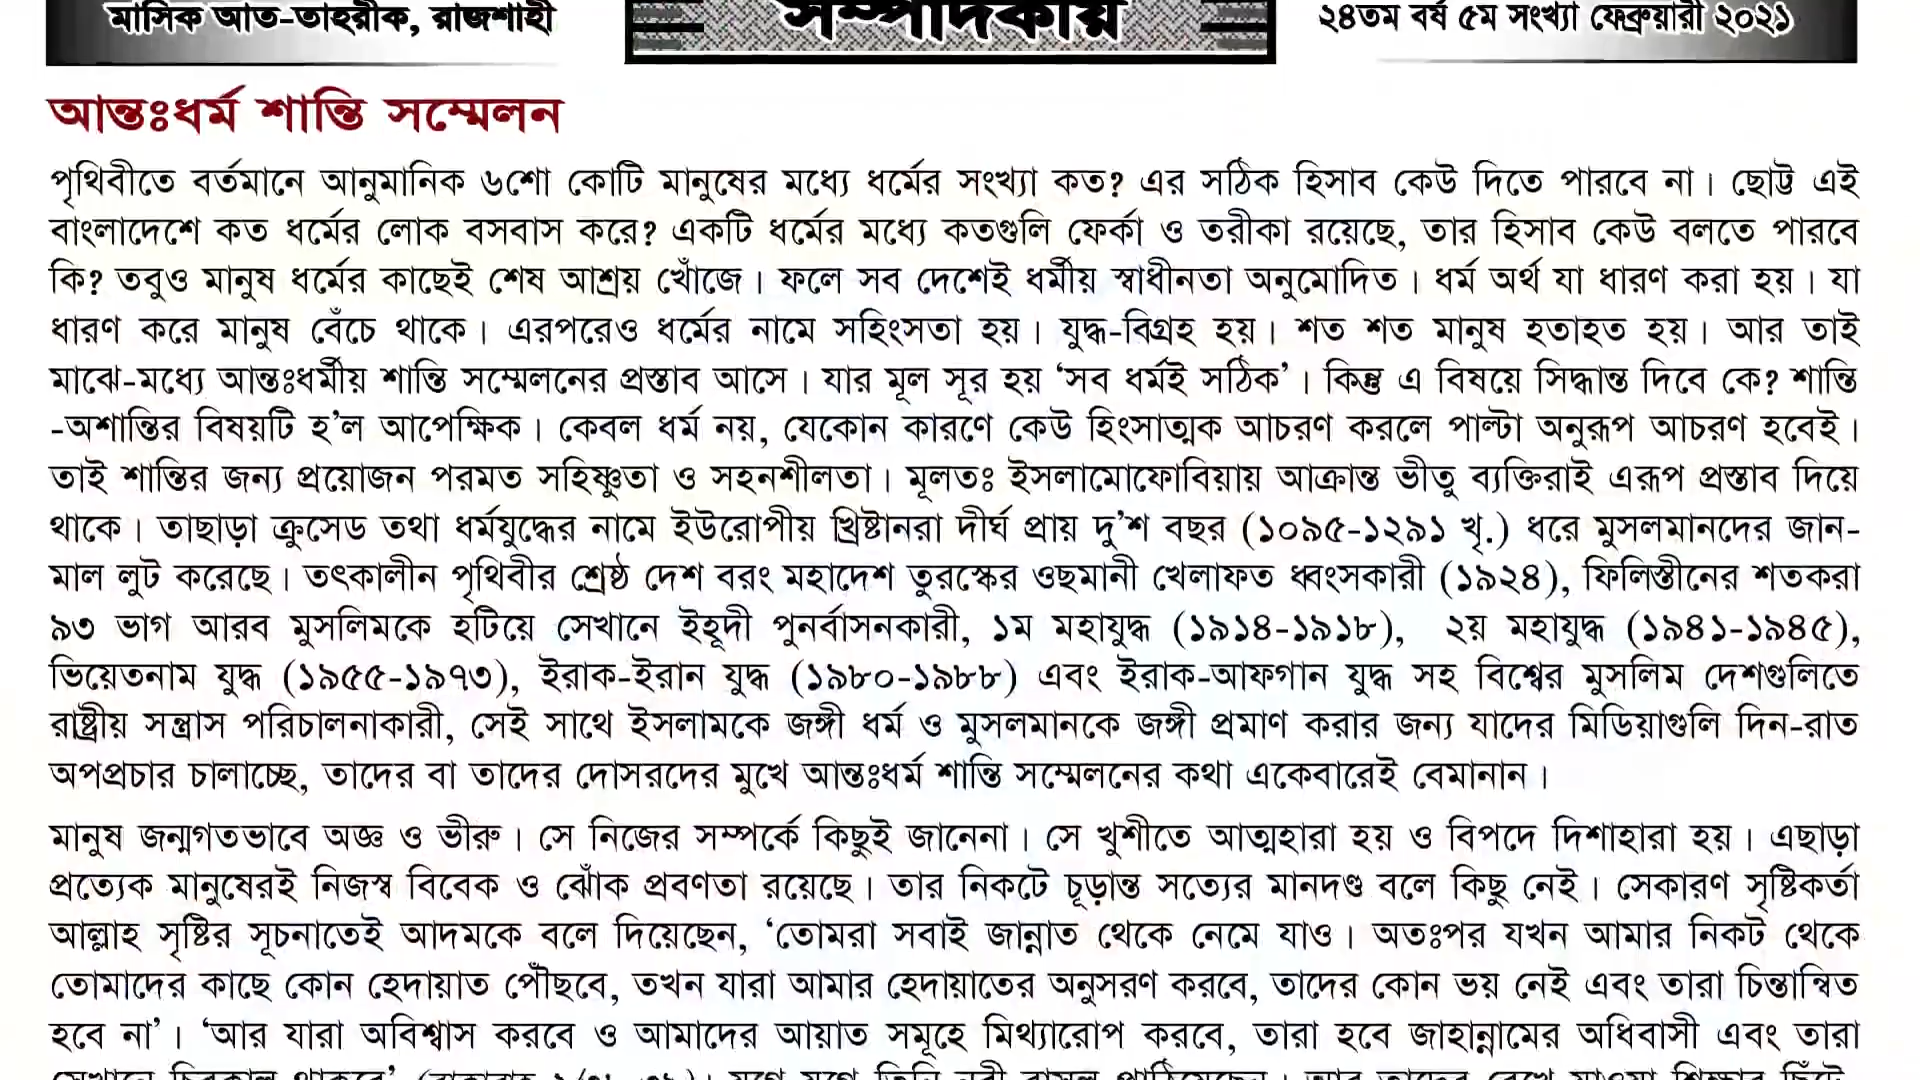 মাসিক আত-তাহরীক, রাজশাহী
সম্পাদকীয়
২৪তম বর্ষ ৫ম সংখ্যা ফেব্রুয়ারী ২০২১
আন্তঃধর্ম শান্তি সম্মেলন
পৃথিবীতে বর্তমানে আনুমানিক ৬শো কোটি মানুষের মধ্যে ধর্মের সংখ্যা কত? এর সঠিক হিসাব কেউ দিতে পারবে না। ছোট্ট এই
বাংলাদেশে কত ধর্মের লোক বসবাস করে? একটি ধর্মের মধ্যে কতগুলি ফের্কা ও তরীকা রয়েছে, তার হিসাব কেউ বলতে পারবে
কি? তবুও মানুষ ধর্মের কাছেই শেষ আশ্রয় খোঁজে। ফলে সব দেশেই ধর্মীয় স্বাধীনতা অনুমোদিত। ধর্ম অর্থ যা ধারণ করা হয়। যা
ধারণ করে মানুষ বেঁচে থাকে। এরপরেও ধর্মের নামে সহিংসতা হয়। যুদ্ধ-বিগ্রহ হয়। শত শত মানুষ হতাহত হয়। আর তাই
মাঝে-মধ্যে আন্তঃধর্মীয় শান্তি সম্মেলনের প্রস্তাব আসে। যার মূল সূর হয় ‘সব ধর্মই সঠিক’। কিন্তু এ বিষয়ে সিদ্ধান্ত দিবে কে? শান্তি
-অশান্তির বিষয়টি হ’ল আপেক্ষিক। কেবল ধর্ম নয়, যেকোন কারণে কেউ হিংসাত্মক আচরণ করলে পাল্টা অনুরূপ আচরণ হবেই।
তাই শান্তির জন্য প্রয়োজন পরমত সহিষ্ণুতা ও সহনশীলতা। মূলতঃ ইসলামোফোবিয়ায় আক্রান্ত ভীতু ব্যক্তিরাই এরূপ প্রস্তাব দিয়ে
থাকে। তাছাড়া ক্রুসেড তথা ধর্মযুদ্ধের নামে ইউরোপীয় খ্রিষ্টানরা দীর্ঘ প্রায় দু’শ বছর (১০৯৫-১২৯১ খৃ.) ধরে মুসলমানদের জান-
মাল লুট করেছে। তৎকালীন পৃথিবীর শ্রেষ্ঠ দেশ বরং মহাদেশ তুরস্কের ওছমানী খেলাফত ধ্বংসকারী (১৯২৪), ফিলিস্তীনের শতকরা
৯৩ ভাগ আরব মুসলিমকে হটিয়ে সেখানে ইহূদী পুনর্বাসনকারী, ১ম মহাযুদ্ধ (১৯১৪-১৯১৮), ২য় মহাযুদ্ধ (১৯৪১-১৯৪৫),
ভিয়েতনাম যুদ্ধ (১৯৫৫-১৯৭৩), ইরাক-ইরান যুদ্ধ (১৯৮০-১৯৮৮) এবং ইরাক-আফগান যুদ্ধ সহ বিশ্বের মুসলিম দেশগুলিতে
রাষ্ট্রীয় সন্ত্রাস পরিচালনাকারী, সেই সাথে ইসলামকে জঙ্গী ধর্ম ও মুসলমানকে জঙ্গী প্রমাণ করার জন্য যাদের মিডিয়াগুলি দিন-রাত
অপপ্রচার চালাচ্ছে, তাদের বা তাদের দোসরদের মুখে আন্তঃধর্ম শান্তি সম্মেলনের কথা একেবারেই বেমানান।
মানুষ জন্মগতভাবে অজ্ঞ ও ভীরু। সে নিজের সম্পর্কে কিছুই জানেনা। সে খুশীতে আত্মহারা হয় ও বিপদে দিশাহারা হয়। এছাড়া
প্রত্যেক মানুষেরই নিজস্ব বিবেক ও ঝোঁক প্রবণতা রয়েছে। তার নিকটে চূড়ান্ত সত্যের মানদণ্ড বলে কিছু নেই। সেকারণ সৃষ্টিকর্তা
আল্লাহ সৃষ্টির সূচনাতেই আদমকে বলে দিয়েছেন, ‘তোমরা সবাই জান্নাত থেকে নেমে যাও। অতঃপর যখন আমার নিকট থেকে
তোমাদের কাছে কোন হেদায়াত পৌঁছবে, তখন যারা আমার হেদায়াতের অনুসরণ করবে, তাদের কোন ভয় নেই এবং তারা চিন্তান্বিত
হবে না’। ‘আর যারা অবিশ্বাস করবে ও আমাদের আয়াত সমূহে মিথ্যারোপ করবে, তারা হবে জাহান্নামের অধিবাসী এবং তারা
সেখানে চিরকাল থাকবে’